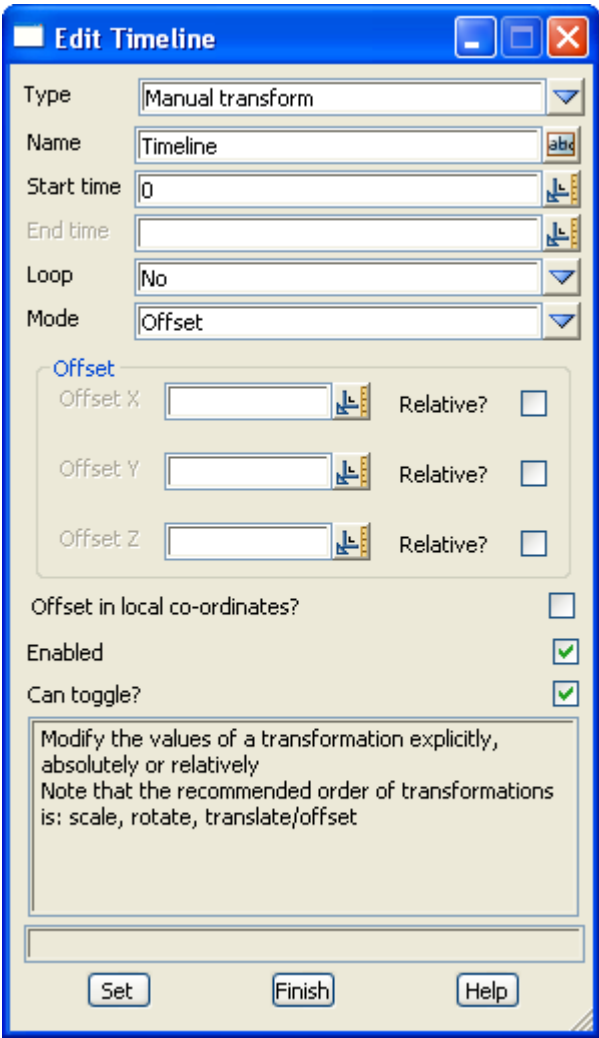 Edit Timeline
Type Manual transform
Name Timeline abc
Start time 0
End time
Loop No
Mode Offset
Offset
Offset X Relative?
Offset Y Relative?
Offset Z Relative?
Offset in local co-ordinates?
Enabled
Can toggle?
Modify the values of a transformation explicitly,
absolutely or relatively
Note that the recommended order of transformations
is: scale, rotate, translate/offset
Set Finish Help